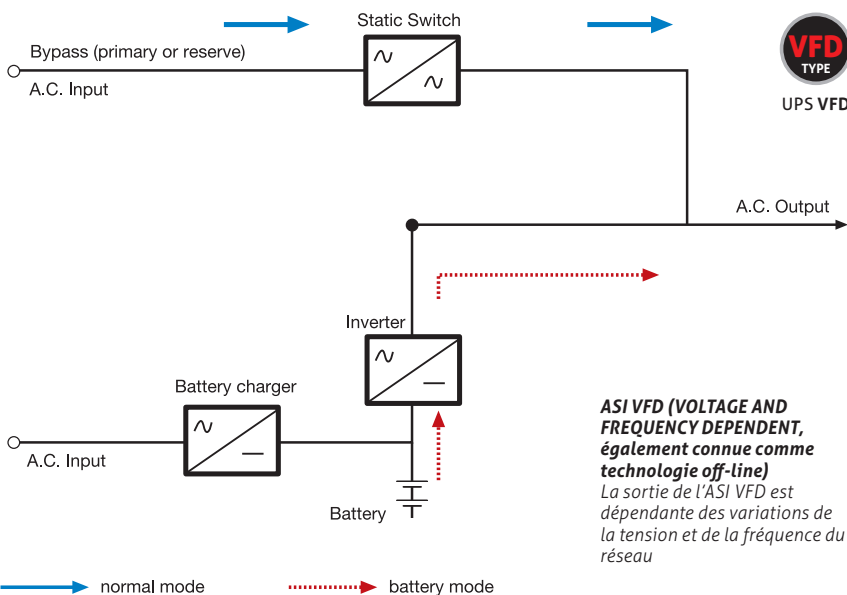 Static Switch
Bypass (primary or reserve)
A.C. Input
VFD
TYPE
UPS VFD
A.C. Output
Inverter
Battery charger
A.C. Input
Battery
ASI VFD (VOLTAGE AND
FREQUENCY DEPENDENT,
également connue comme
technologie off-line)
La sortie de l'ASI VFD est
dépendante des variations de
la tension et de la fréquence du
réseau
normal mode
battery mode